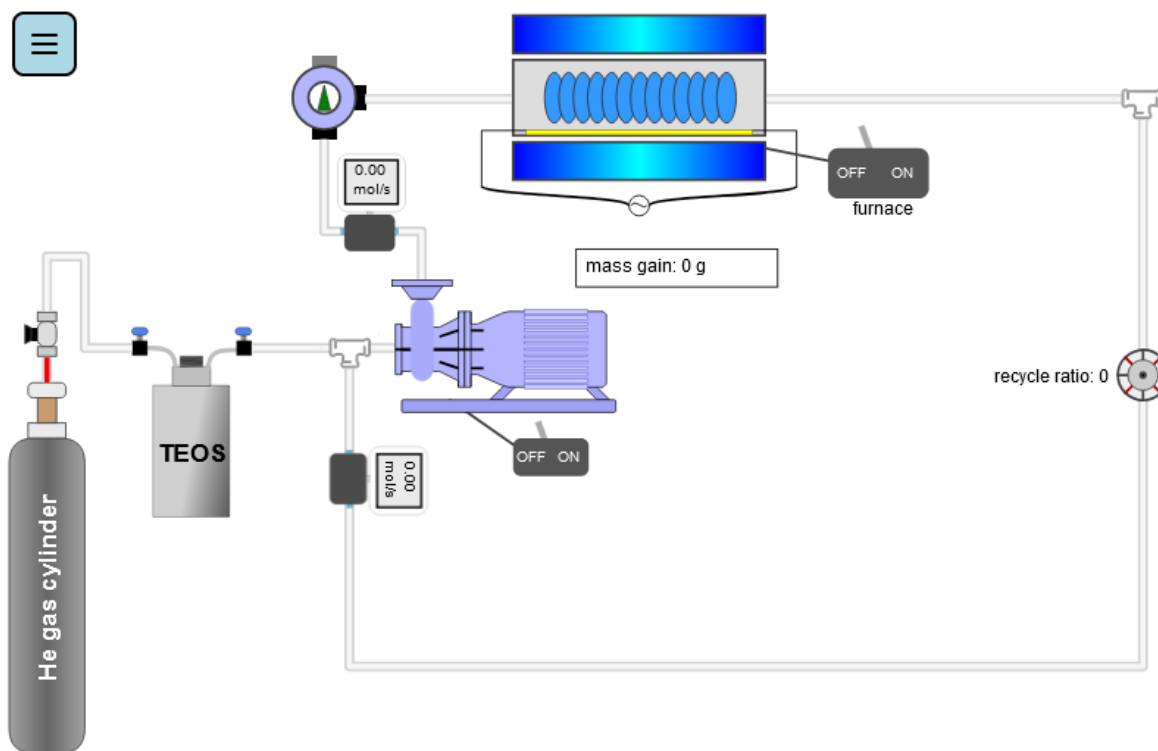 0.00
mol/s
OFF ON
furnace
mass gain: 0 g
recycle ratio: 0
TEOS
OFF ON
0.00
mol/s
He gas cylinder